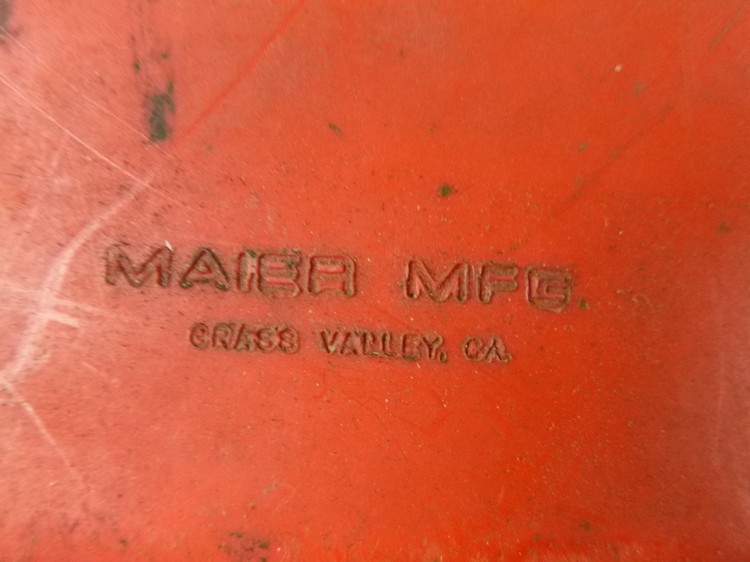 MAIER MFG.
GRASS VALLEY, CA.